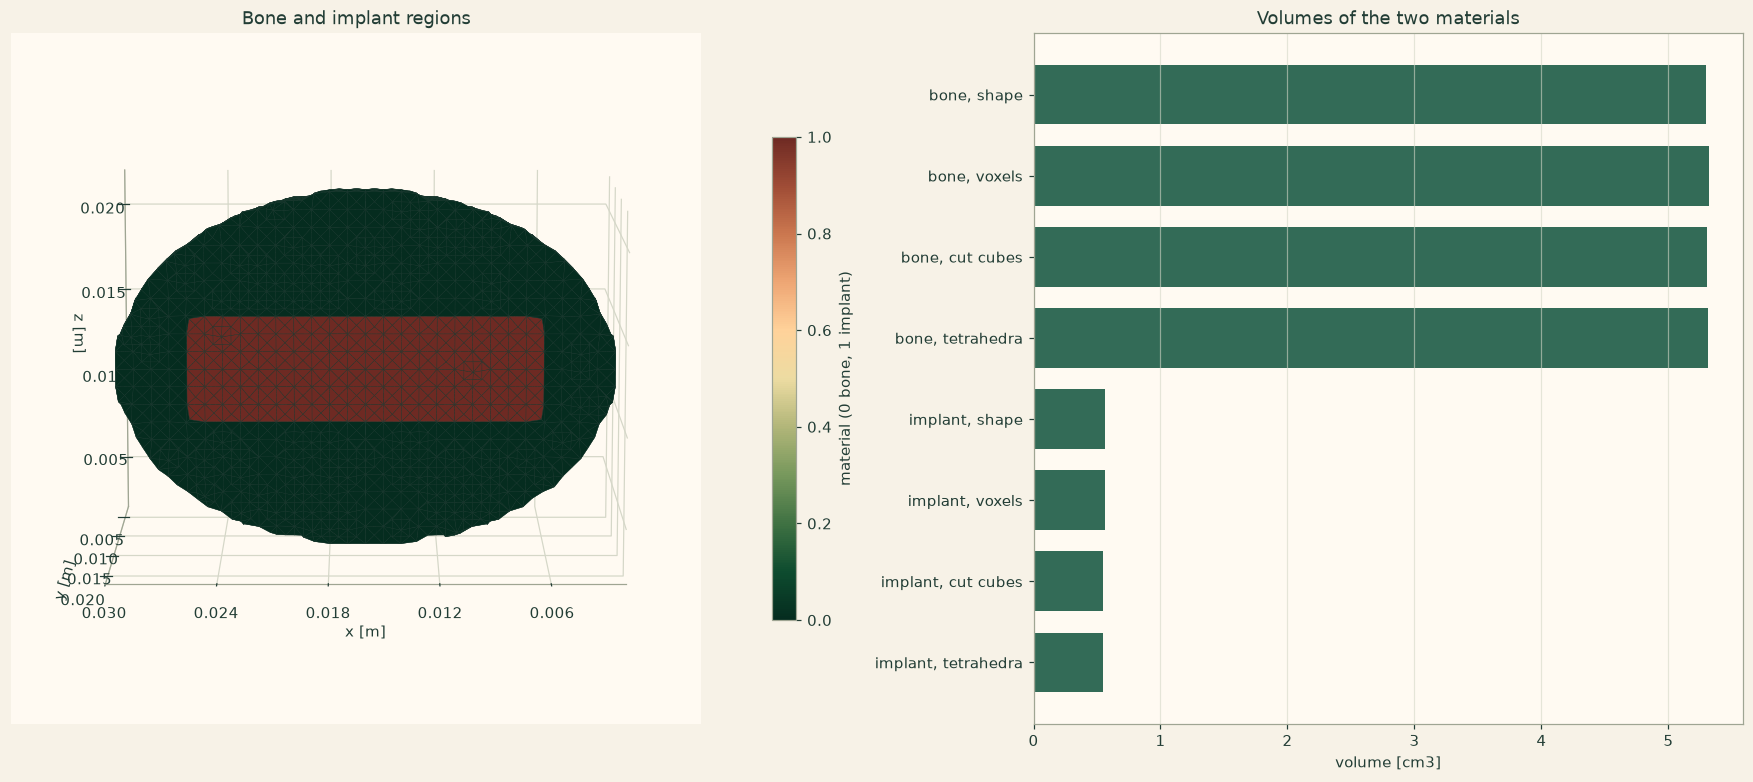 Bone and implant regions
0.020
0.015
0.01
0.005
z [m]
0.005
0.010
0.015
0.020
y [m]
0.030
0.024
0.018
0.012
0.006
x [m]
1.0
0.8
0.6
0.4
0.2
0.0
material (0 bone, 1 implant)
Volumes of the two materials
bone, shape
bone, voxels
bone, cut cubes
bone, tetrahedra
implant, shape
implant, voxels
implant, cut cubes
implant, tetrahedra
0
1
2
3
4
5
volume [cm3]